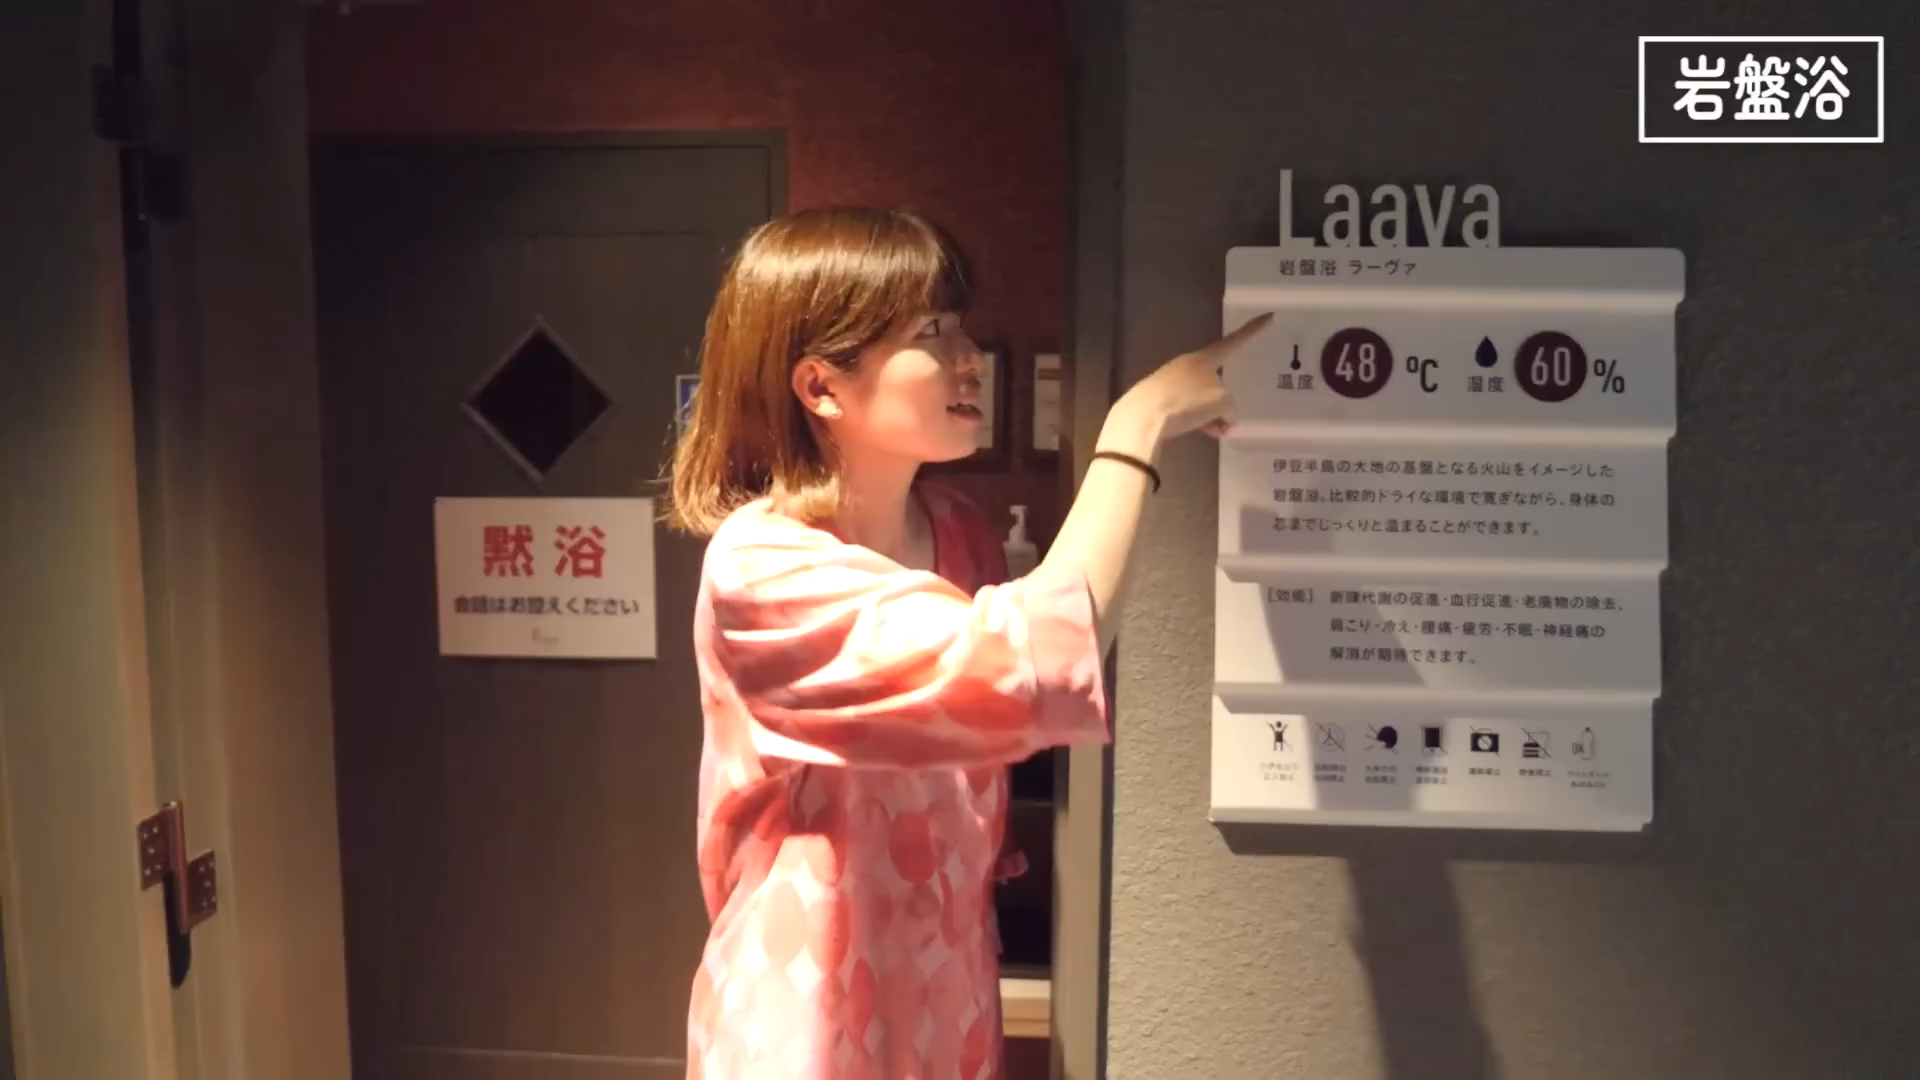 岩盤浴
Laava
岩盤浴 ラーヴァ
温度 48 ℃ 湿度 60 %
伊豆半島の大地の基盤となる火山をイメージした
岩盤浴。比較的ドライな環境で寛ぎながら、身体の
芯までじっくりと温まることができます。
[効能] 新陳代謝の促進・血行促進・老廃物の除去、
肩こり・冷え・腰痛・疲労・不眠・神経痛の
解消が期待できます。
OK
黙浴
会話はお控えください